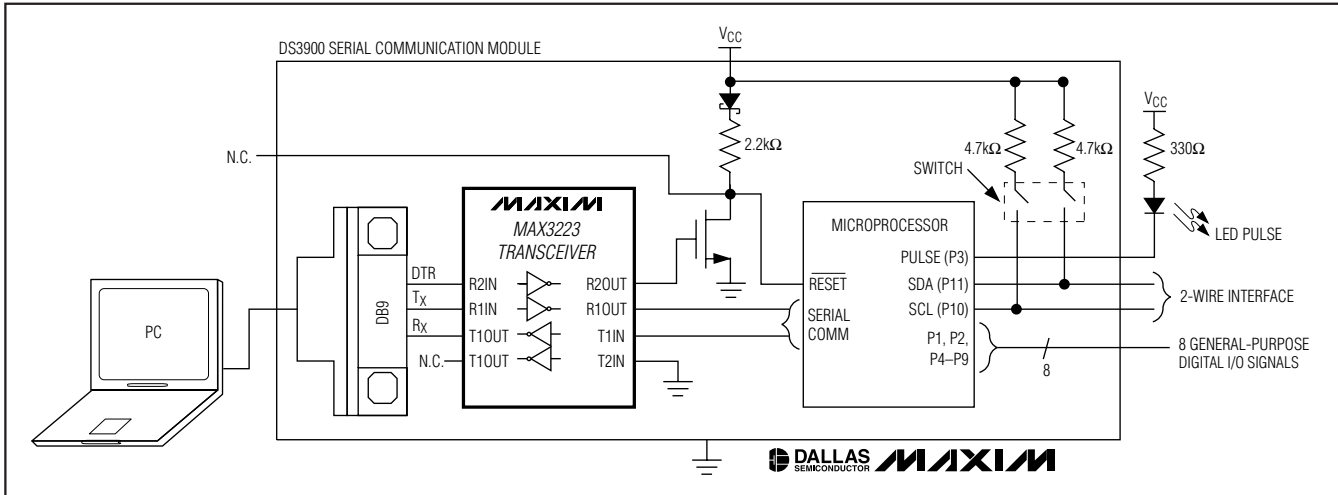 DS3900 SERIAL COMMUNICATION MODULE
VCC
VCC
2.2kΩ
4.7kΩ
4.7kΩ
330Ω
N.C.
SWITCH
LED PULSE
MAXIM
MAX3223
TRANSCEIVER
MICROPROCESSOR
PC
DB9
DTR
TX
RX
N.C.
R2IN
R1IN
T1OUT
T1OUT
R2OUT
R1OUT
T1IN
T2IN
RESET
SERIAL
COMM
PULSE (P3)
SDA (P11)
SCL (P10)
P1, P2,
P4–P9
2-WIRE INTERFACE
8
8 GENERAL-PURPOSE
DIGITAL I/O SIGNALS
DALLAS
SEMICONDUCTOR
MAXIM